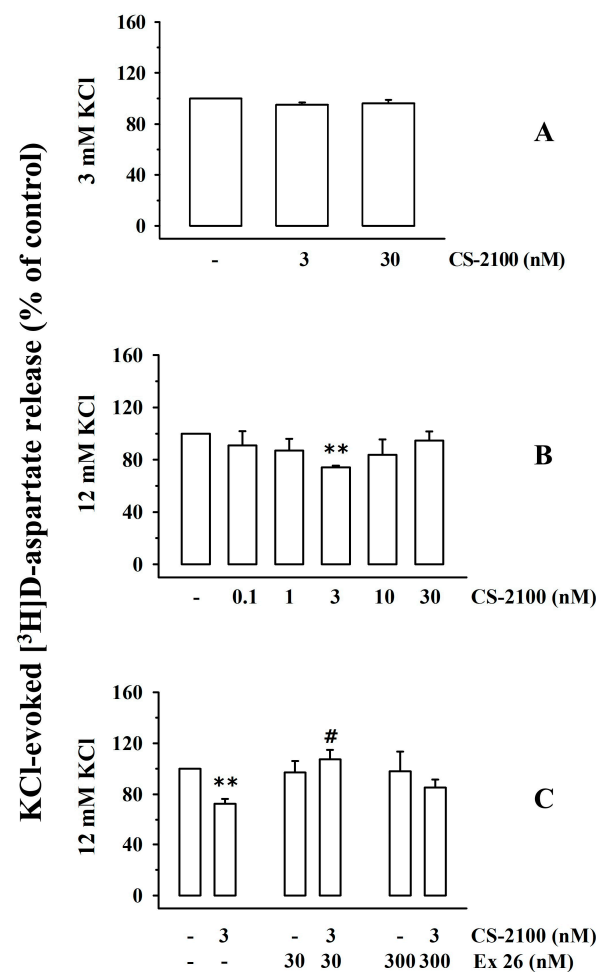 KCl-evoked [³H]D-aspartate release (% of control)
3 mM KCl
160
120
80
40
0
A
- 3 30 CS-2100 (nM)
12 mM KCl
160
120
80
40
0
**
B
- 0.1 1 3 10 30 CS-2100 (nM)
12 mM KCl
160
120
80
40
0
**
#
C
- 3 - 3 - 3 CS-2100 (nM)
- - 30 30 300 300 Ex 26 (nM)